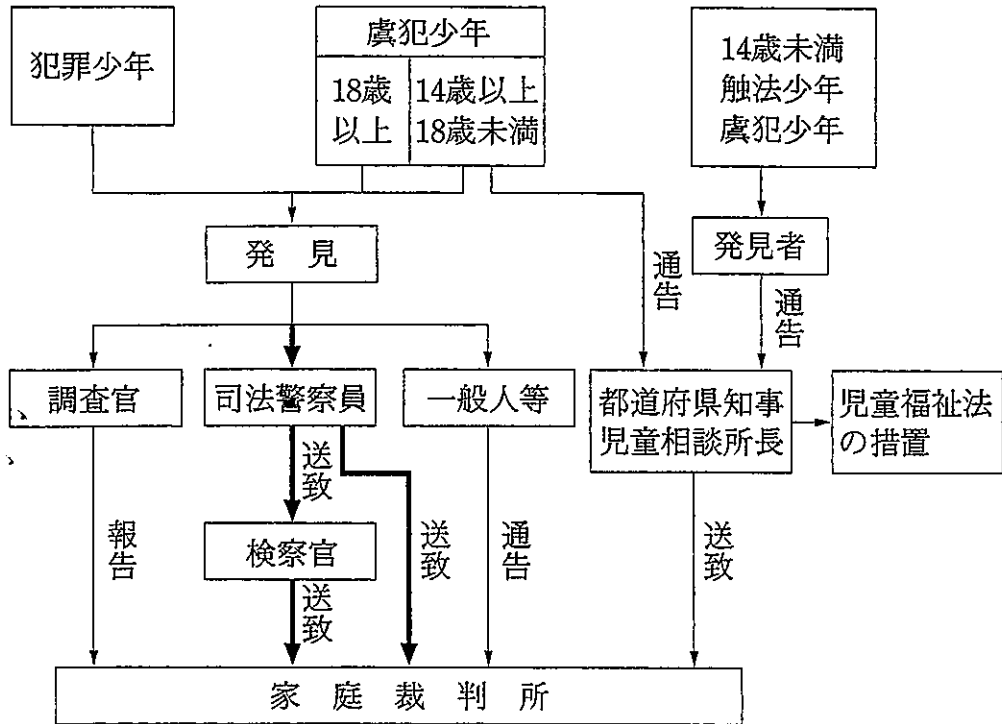 犯罪少年
虞犯少年
18歳
以上
14歳以上
18歳未満
14歳未満
触法少年
虞犯少年
発見
発見者
通告
通告
調査官
司法警察員
一般人等
都道府県知事
児童相談所長
児童福祉法
の措置
送致
検察官
報告
送致
送致
通告
送致
家庭裁判所